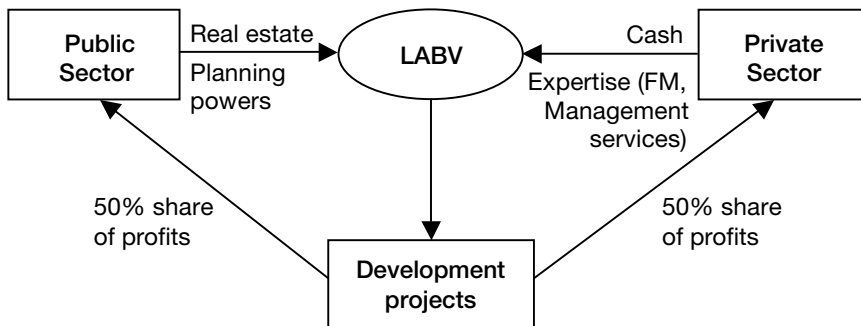 Public
Sector
Real estate
Planning
powers
LABV
Cash
Expertise (FM,
Management
services)
Private
Sector
50% share
of profits
50% share
of profits
Development
projects